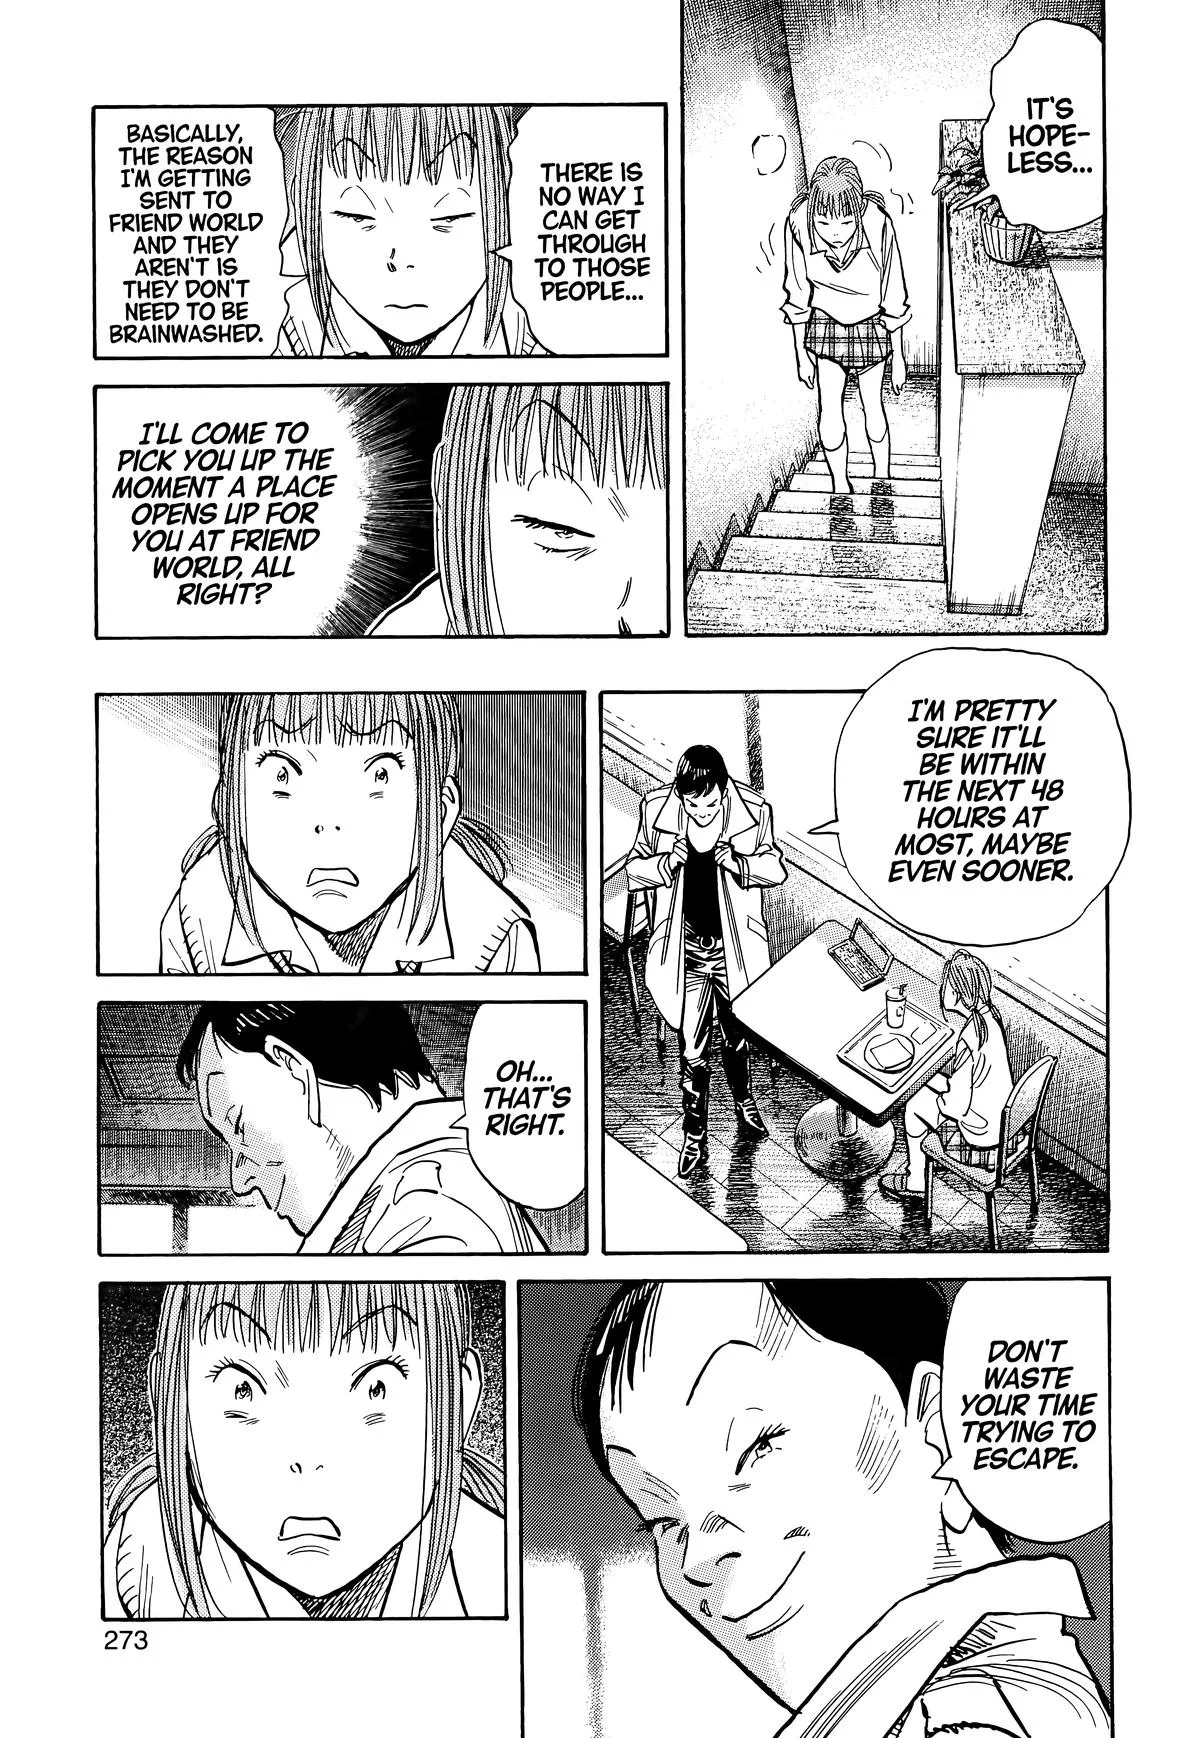 IT'S
HOPE-
LESS...
THERE IS
NO WAY I
CAN GET
THROUGH
TO THOSE
PEOPLE...
BASICALLY,
THE REASON
I'M GETTING
SENT TO
FRIEND WORLD
AND THEY
AREN'T IS
THEY DON'T
NEED TO BE
BRAINWASHED.
I'LL COME TO
PICK YOU UP THE
MOMENT A PLACE
OPENS UP FOR
YOU AT FRIEND
WORLD, ALL
RIGHT?
I'M PRETTY
SURE IT'LL
BE WITHIN
THE NEXT 48
HOURS AT
MOST, MAYBE
EVEN SOONER.
OH...
THAT'S
RIGHT.
DON'T
WASTE
YOUR TIME
TRYING TO
ESCAPE.
273